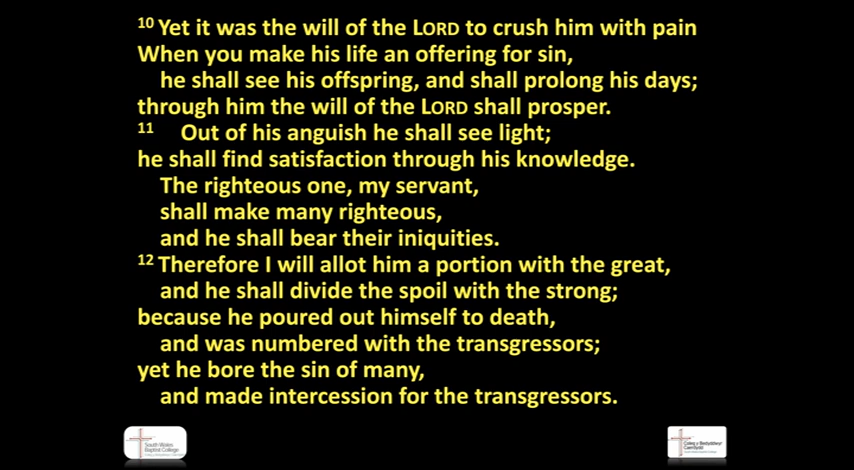 10 Yet it was the will of the LORD to crush him with pain
When you make his life an offering for sin,
he shall see his offspring, and shall prolong his days;
through him the will of the LORD shall prosper.
11 Out of his anguish he shall see light;
he shall find satisfaction through his knowledge.
The righteous one, my servant,
shall make many righteous,
and he shall bear their iniquities.
12 Therefore I will allot him a portion with the great,
and he shall divide the spoil with the strong;
because he poured out himself to death,
and was numbered with the transgressors;
yet he bore the sin of many,
and made intercession for the transgressors.
South Wales
Baptist College